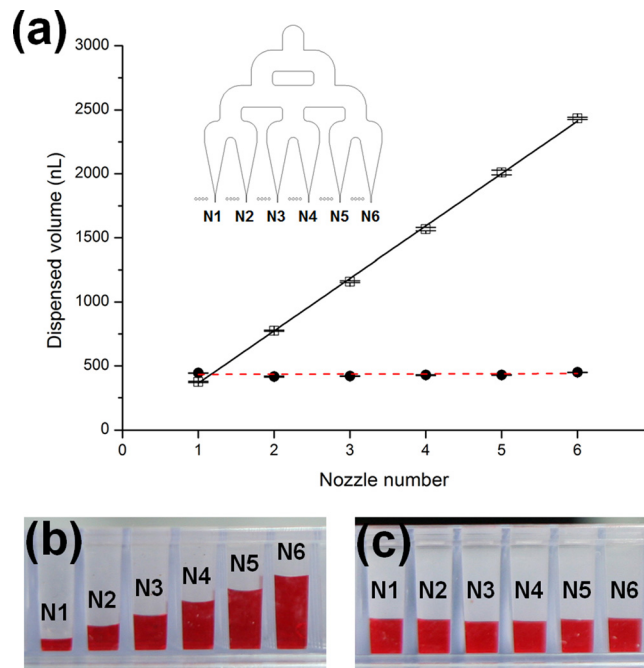 (a)
3000
2500
2000
1500
1000
500
0
Dispensed volume (nL)
N1 N2 N3 N4 N5 N6
0 1 2 3 4 5 6
Nozzle number
(b)
N1 N2 N3 N4 N5 N6
(c)
N1 N2 N3 N4 N5 N6